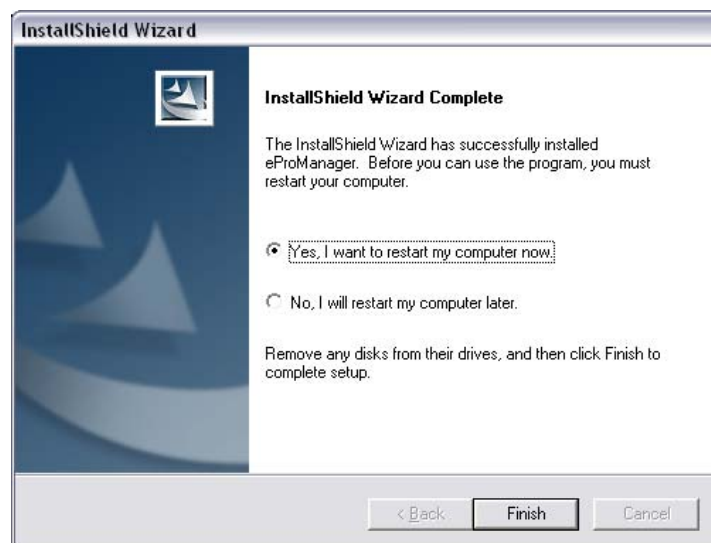 InstallShield Wizard
InstallShield Wizard Complete
The InstallShield Wizard has successfully installed
eProManager. Before you can use the program, you must
restart your computer.
Yes, I want to restart my computer now.
No, I will restart my computer later.
Remove any disks from their drives, and then click Finish to
complete setup.
< Back Finish Cancel